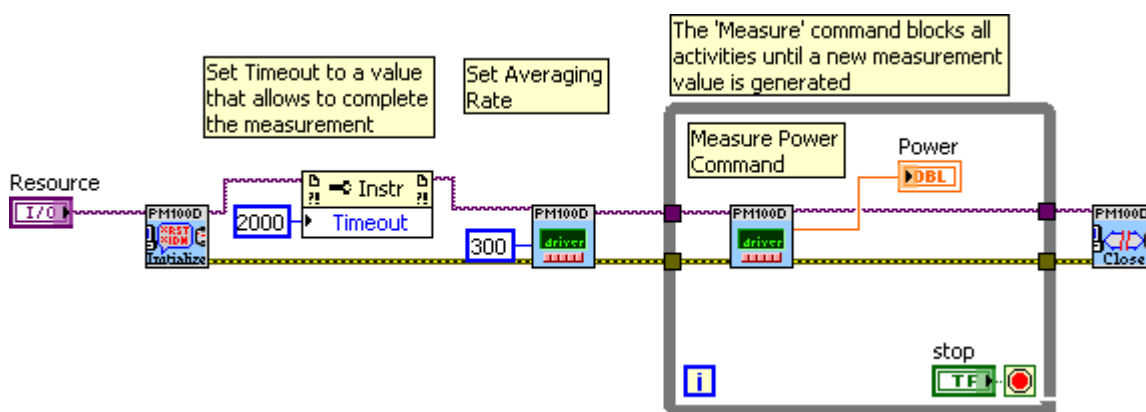 The 'Measure' command blocks all
activities until a new measurement
value is generated
Set Timeout to a value
that allows to complete
the measurement
Set Averaging
Rate
Measure Power
Command
Power
DBL
Resource
I/O
PM100D
*RST
*IDN
Initialize
Instr
2000
Timeout
PM100D
driver
300
PM100D
driver
PM100D
Close
stop
TF
i